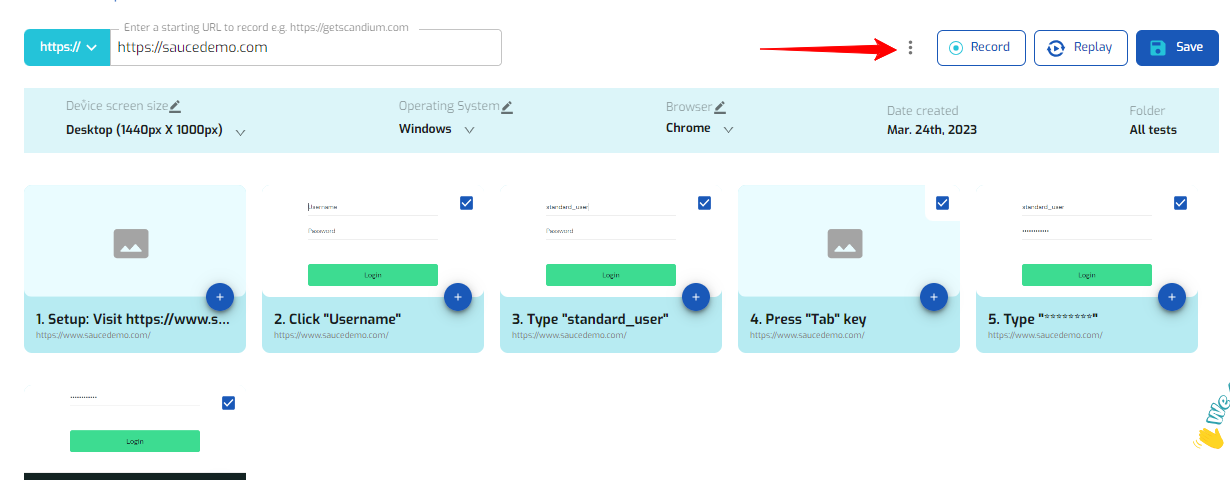 Enter a starting URL to record e.g. https://getscandium.com
https:// https://saucedemo.com
Record Replay Save
Device screen size Operating System Browser Date created Folder
Desktop (1440px X 1000px) Windows Chrome Mar. 24th, 2023 All tests
Username
Password
Login
standard_user
Password
Login
standard_user
************
Login
1. Setup: Visit https://www.s...
https://www.saucedemo.com/
2. Click "Username"
https://www.saucedemo.com/
3. Type "standard_user"
https://www.saucedemo.com/
4. Press "Tab" key
https://www.saucedemo.com/
5. Type "********"
https://www.saucedemo.com/
************
Login
We